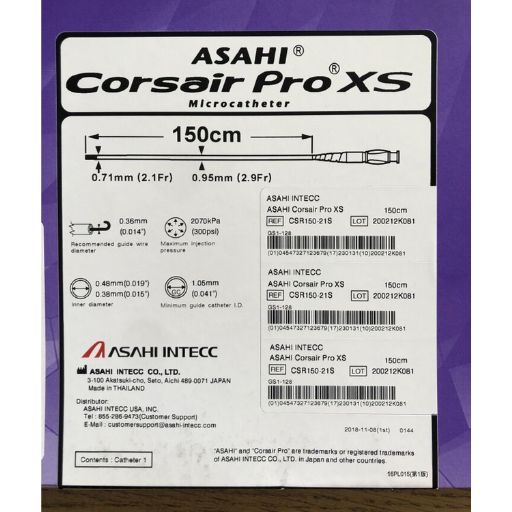 ASAHI®
Corsair Pro® XS
Microcatheter
150cm
0.71mm (2.1Fr)
0.95mm (2.9Fr)
0.36mm
(0.014")
Recommended guide wire
diameter
2070kPa
(300psi)
Maximum injection
pressure
0.48mm(0.019")
0.38mm(0.015")
Inner diameter
GC
1.05mm
(0.041")
Minimum guide catheter I.D.
ASAHI INTECC
ASAHI Corsair Pro XS 150cm
REF CSR150-21S LOT 200212K081
GS1-128
(01)04547327123679(17)230131(10)200212K081
ASAHI INTECC
ASAHI Corsair Pro XS 150cm
REF CSR150-21S LOT 200212K081
GS1-128
(01)04547327123679(17)230131(10)200212K081
ASAHI INTECC
ASAHI Corsair Pro XS 150cm
REF CSR150-21S LOT 200212K081
GS1-128
(01)04547327123679(17)230131(10)200212K081
ASAHI INTECC
ASAHI INTECC CO., LTD.
3-100 Akatsuki-cho, Seto, Aichi 489-0071 JAPAN
Made in THAILAND
Distributor:
ASAHI INTECC USA, INC.
Tel : 855-286-9473(Customer Support)
E-Mail : customersupport@asahi-intecc.com
2018-11-08(1st) 0144
Contents : Catheter 1
"ASAHI" and "Corsair Pro" are trademarks or registered trademarks
of ASAHI INTECC CO., LTD. in Japan and other countries.
16PL015(第1版)